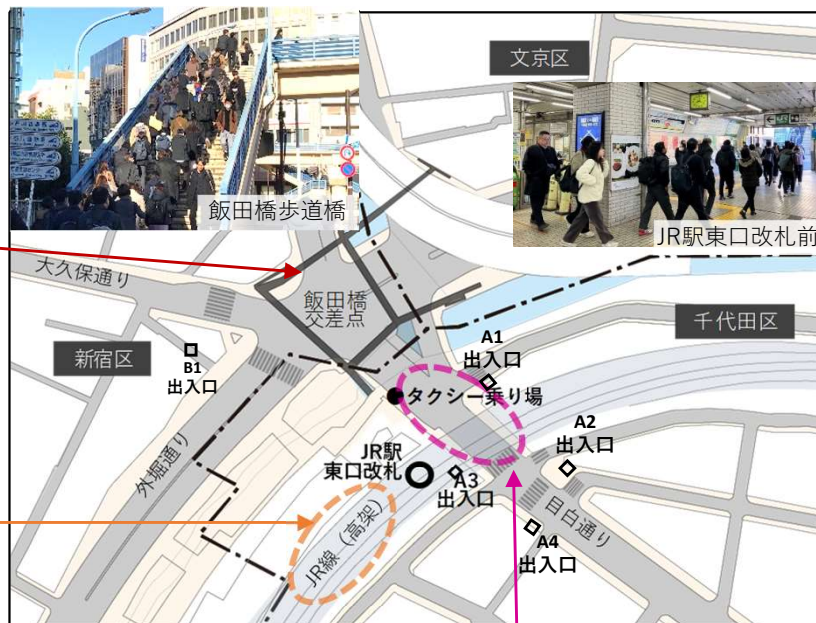 文京区
飯田橋歩道橋
JR駅東口改札前
大久保通り
飯田橋
交差点
千代田区
新宿区
B1
出入口
A1
出入口
タクシー乗り場
A2
出入口
JR駅
東口改札
A3
出入口
外堀通り
目白通り
A4
出入口
JR線（高架）